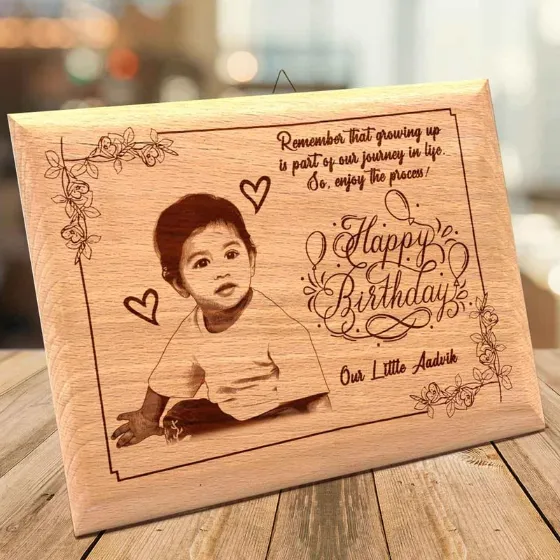 Remember that growing up
is part of our journey in life.
So, enjoy the process!
Happy
Birthday
Our Little Aadvik